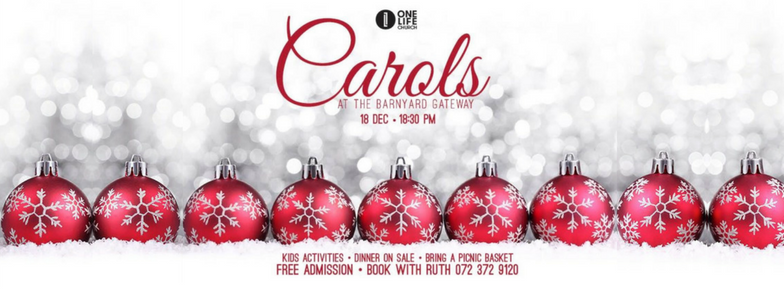 ONE
LIFE
CHURCH
Carols
AT THE BARNYARD GATEWAY
18 DEC • 18:30 PM
KIDS ACTIVITIES • DINNER ON SALE • BRING A PICNIC BASKET
FREE ADMISSION • BOOK WITH RUTH 072 372 9120